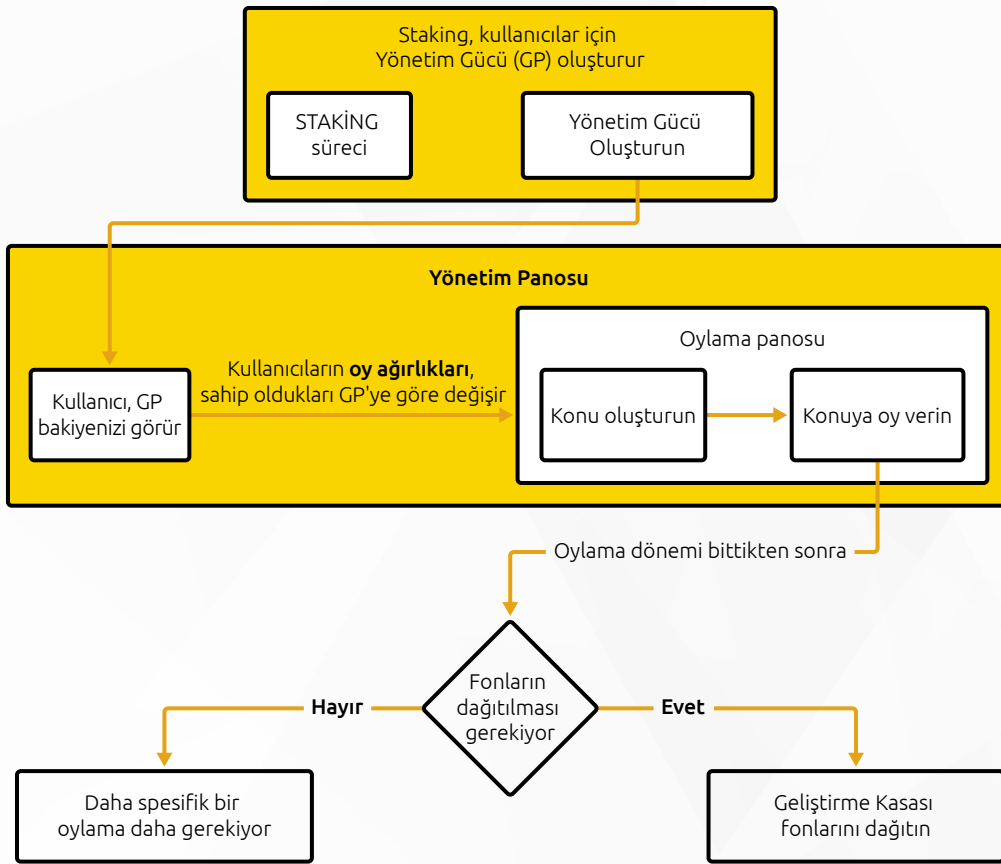 Staking, kullanıcılar için
Yönetim Gücü (GP) oluşturur
STAKİNG
süreci
Yönetim Gücü
Oluşturun
Yönetim Panosu
Kullanıcı, GP
bakiyenizi görür
Kullanıcıların oy ağırlıkları,
sahip oldukları GP'ye göre değişir
Oylama panosu
Konu oluşturun
Konuya oy verin
Oylama dönemi bittikten sonra
Fonların
dağıtılması
gerekiyor
Hayır
Evet
Daha spesifik bir
oylama daha gerekiyor
Geliştirme Kasası
fonlarını dağıtın